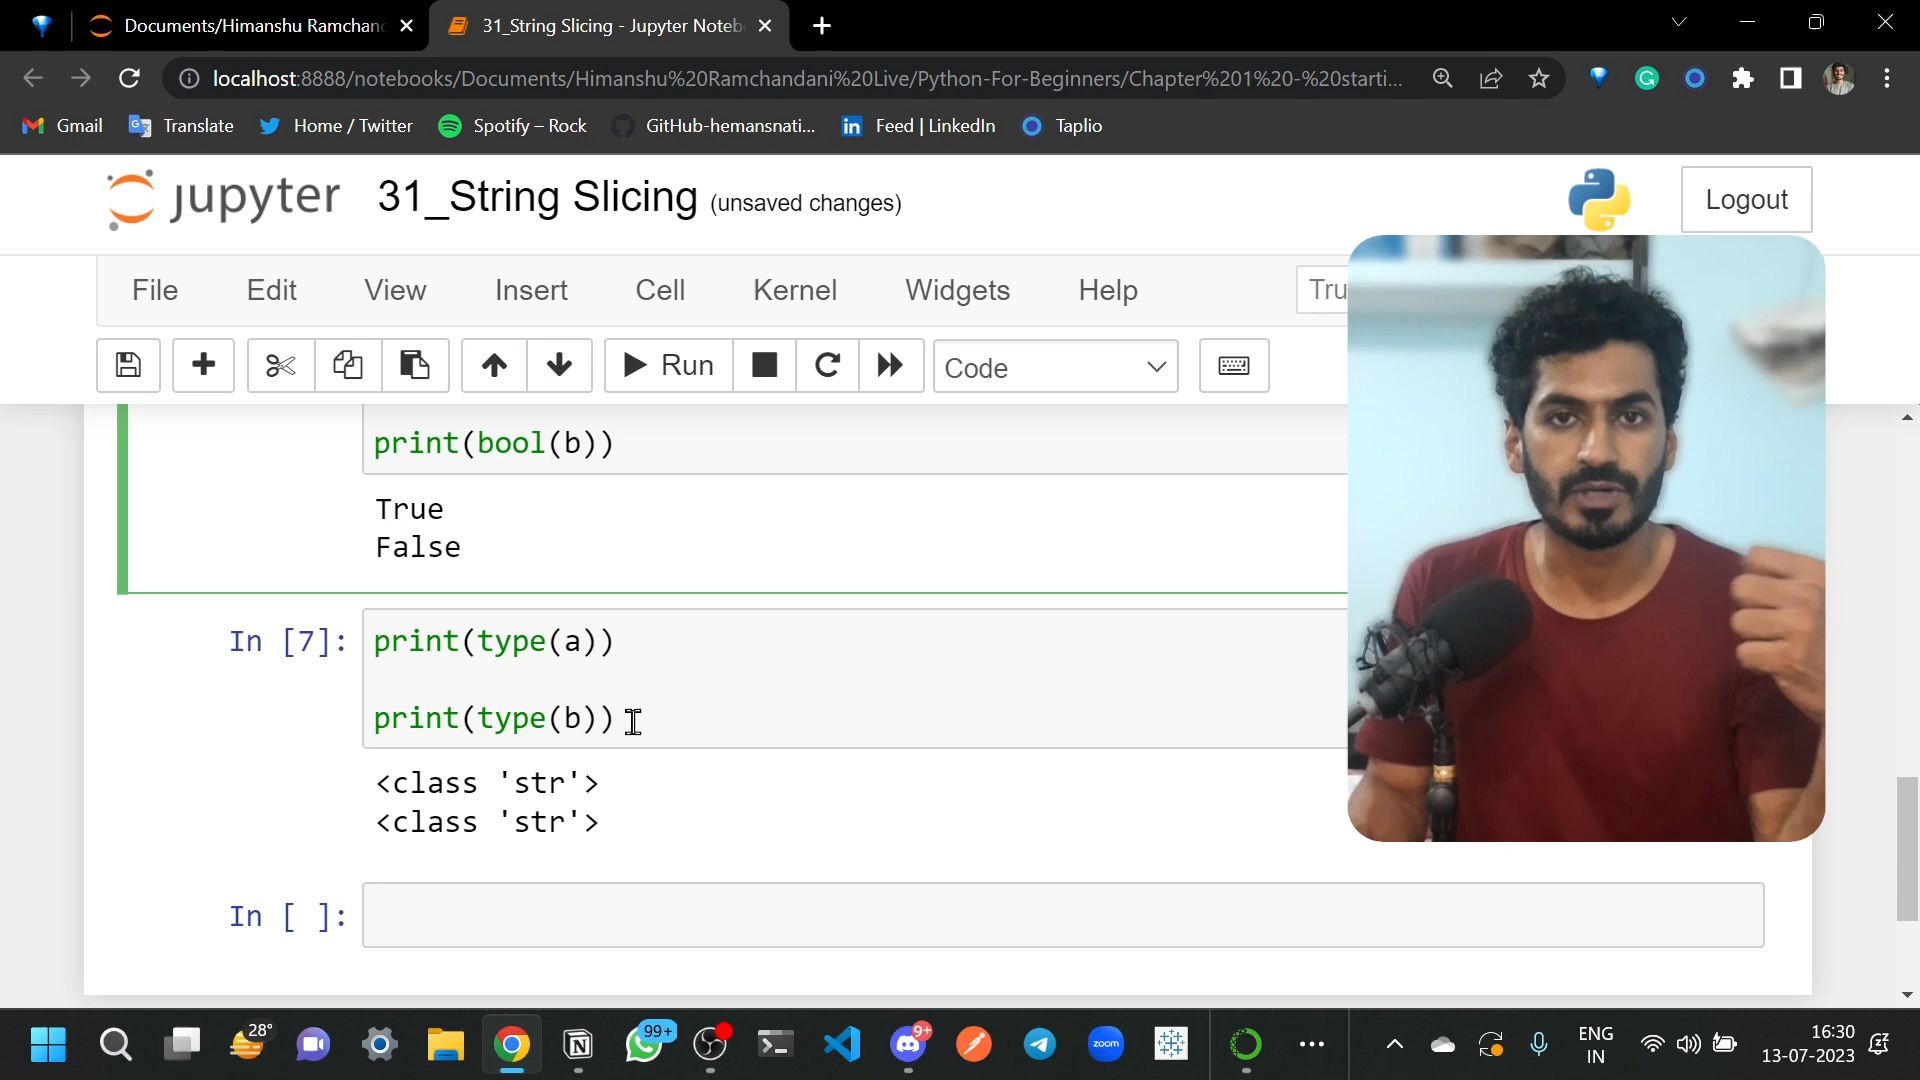 Documents/Himanshu Ramchand
31_String Slicing - Jupyter Noteb
localhost:8888/notebooks/Documents/Himanshu%20Ramchandani%20Live/Python-For-Beginners/Chapter%201%20-%20starti...
Gmail
Translate
Home / Twitter
Spotify – Rock
GitHub-hemansnati...
Feed | LinkedIn
Taplio
jupyter
31_String Slicing (unsaved changes)
Logout
File
Edit
View
Insert
Cell
Kernel
Widgets
Help
Tru
Run
Code
print(bool(b))
True
False
In [7]:
print(type(a))
print(type(b))
<class 'str'>
<class 'str'>
In [ ]:
28°
99+
9+
zoom
ENG
IN
16:30
13-07-2023